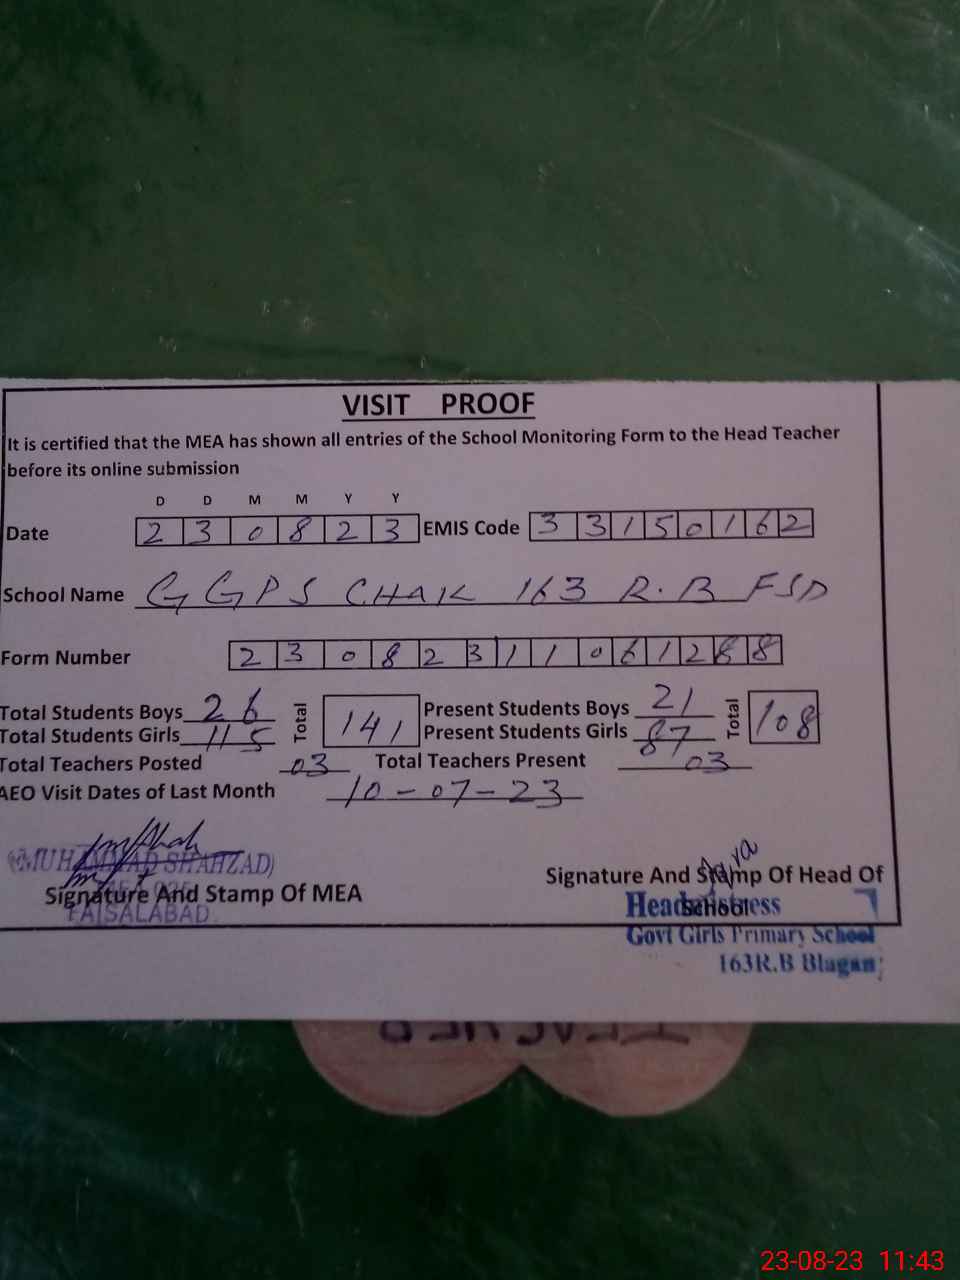 VISIT PROOF
It is certified that the MEA has shown all entries of the School Monitoring Form to the Head Teacher
before its online submission
D D M M Y Y
Date 2 3 0 8 2 3 EMIS Code 3 3 1 5 0 1 6 2
School Name GGPS CHAK 163 R.B FSD
Form Number 2 3 0 8 2 3 1 1 0 6 1 2 8 8
Total Students Boys 26 Total 141 Present Students Boys 21 Total 108
Total Students Girls 115 Present Students Girls 87
Total Teachers Posted 03 Total Teachers Present 03
AEO Visit Dates of Last Month 10-07-23
(MUHAMMAD SHAHZAD)
Signature And Stamp Of MEA
FAISALABAD
Signature And Stamp Of Head Of
School
Headmistress
Govt Girls Primary School
163R.B Blagan
TEACHER
23-08-23 11:43